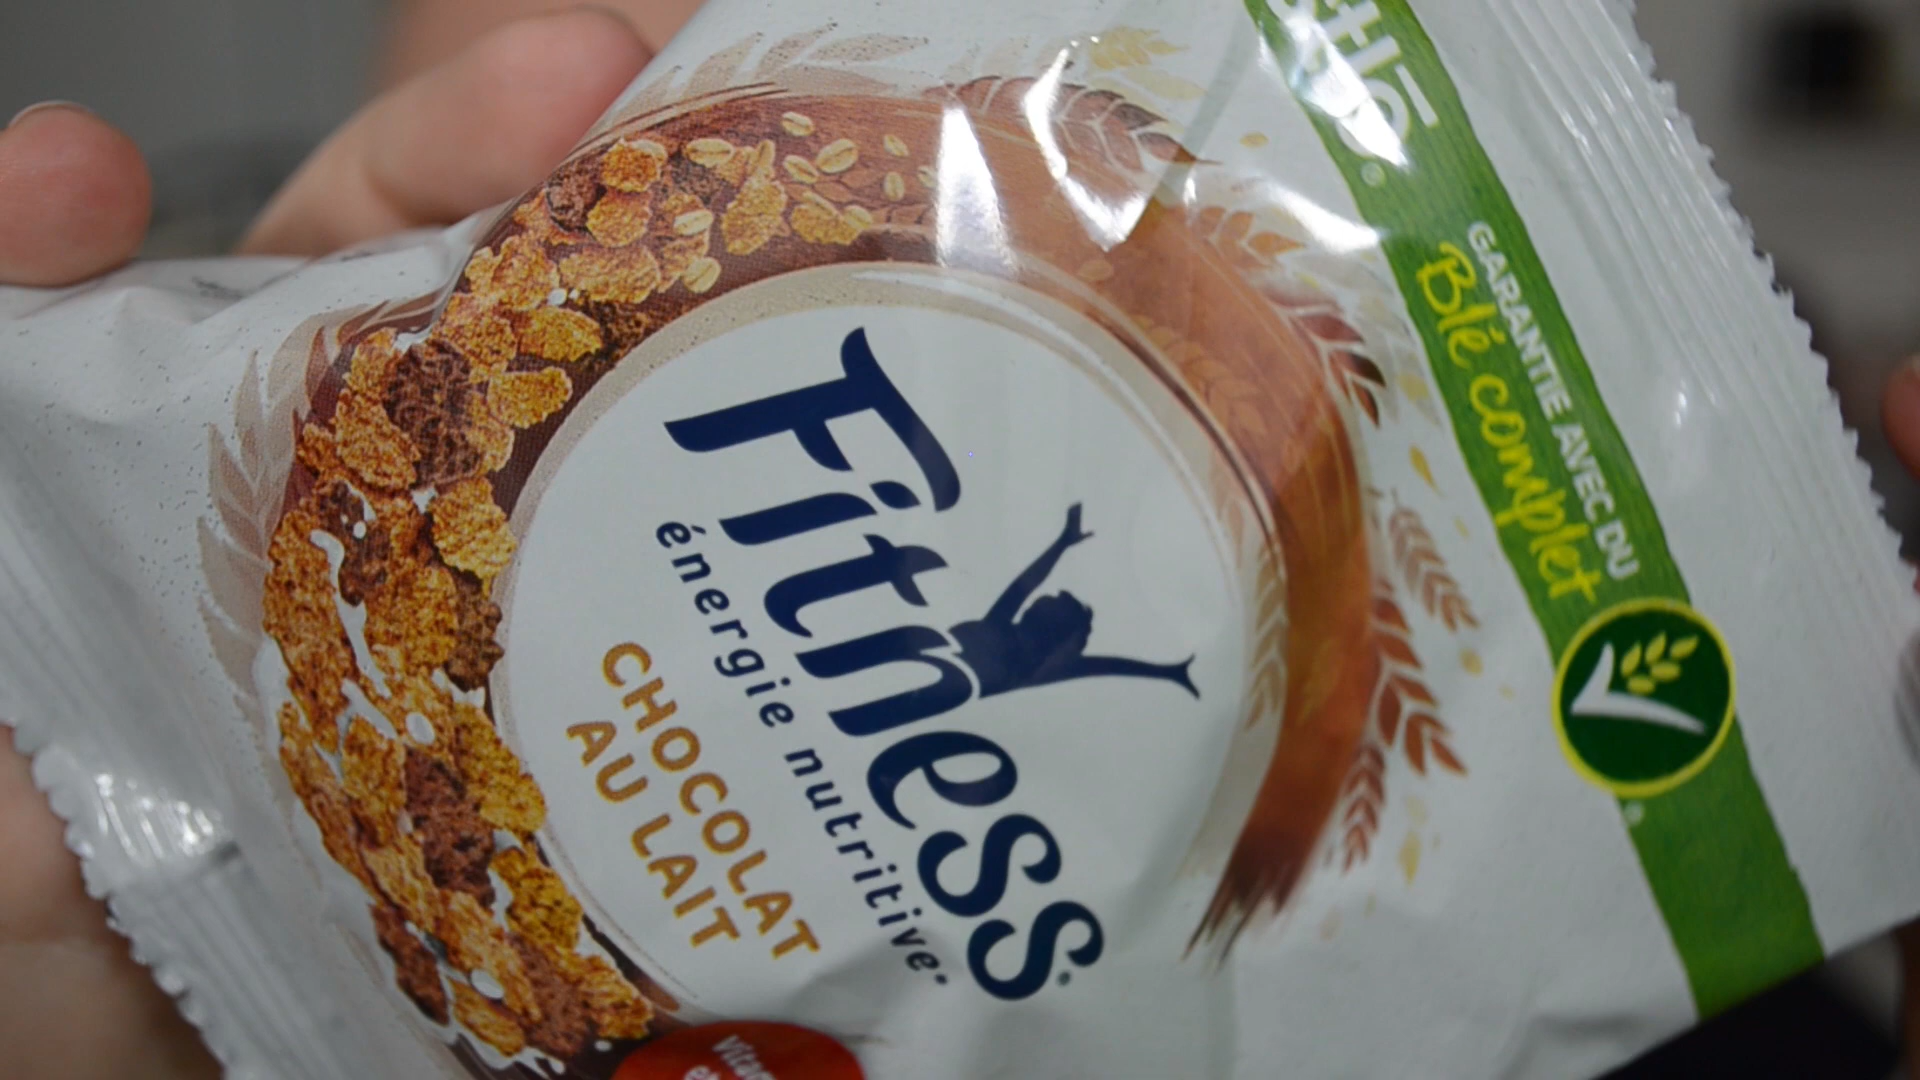 GARANTIE AVEC DU
Blé complet
Fitness®
énergie nutritive*
CHOCOLAT
AU LAIT